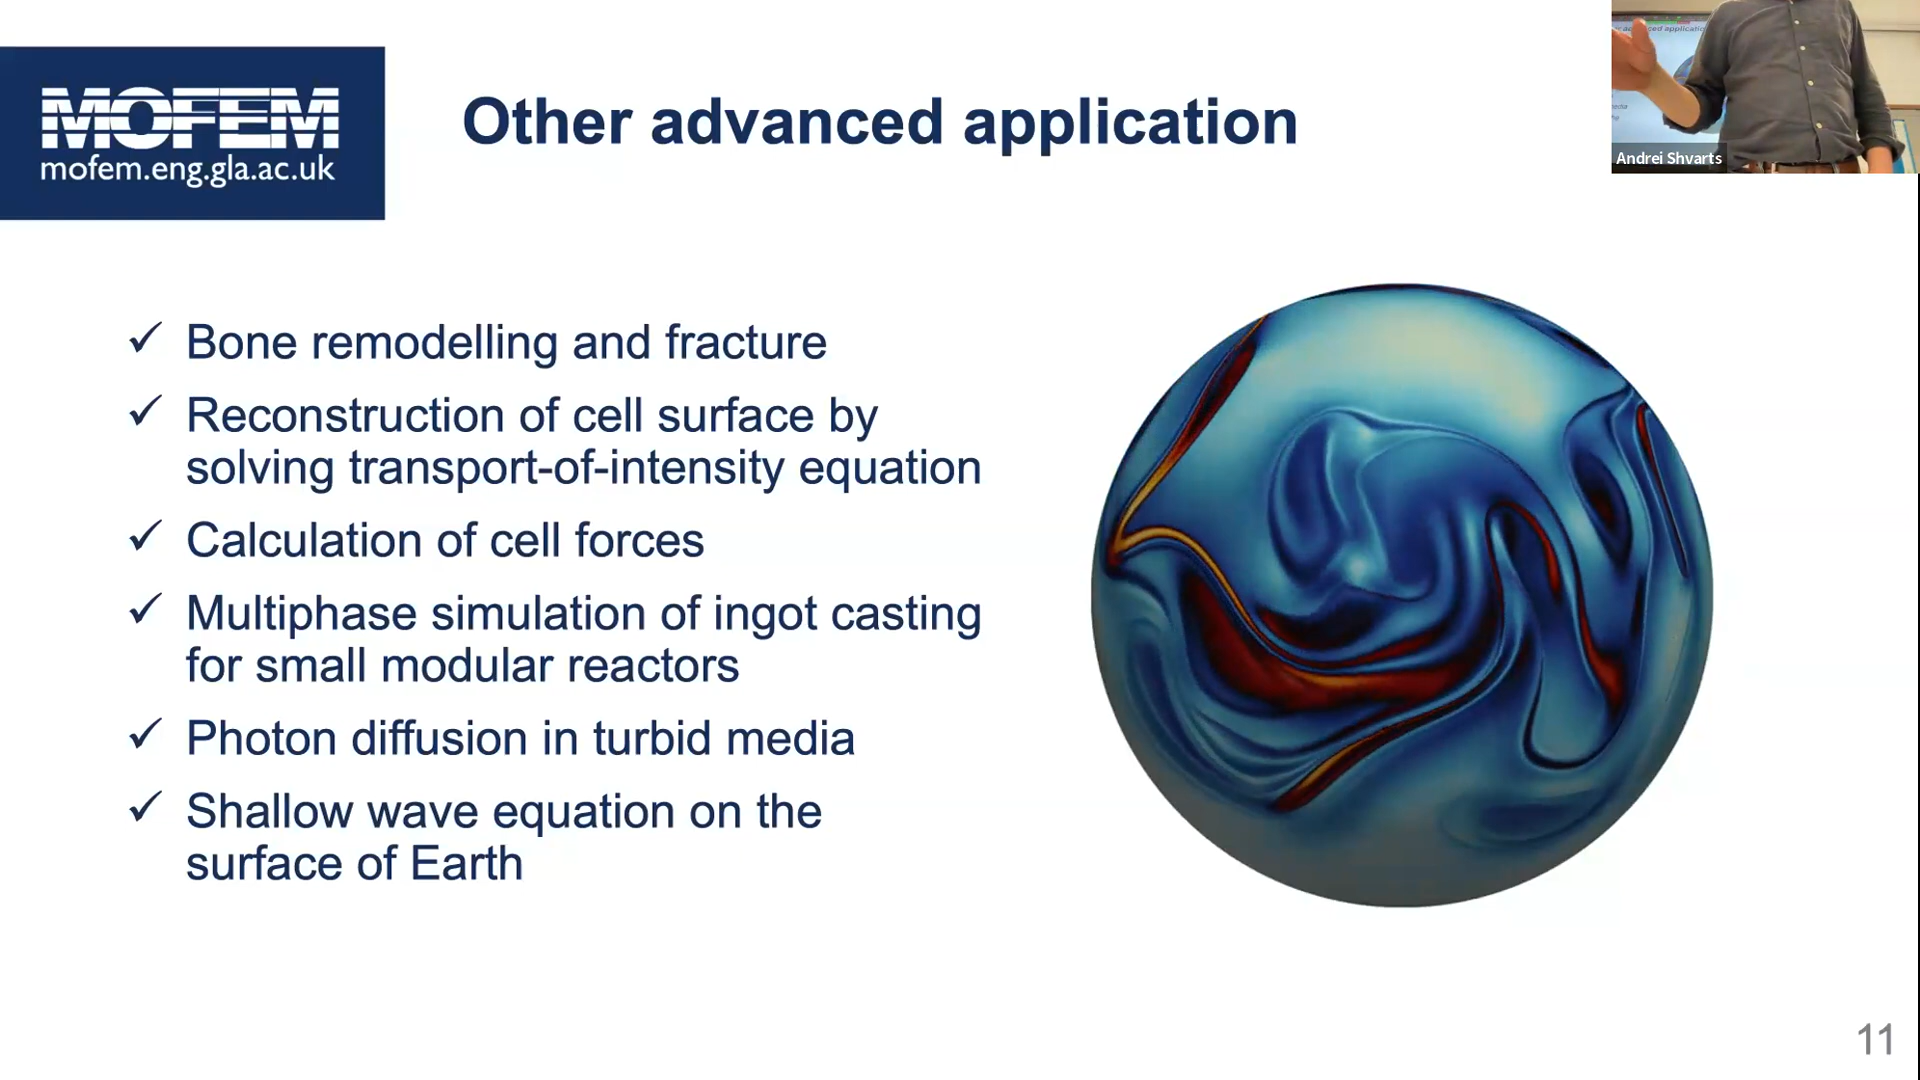 MOFEM
mofem.eng.gla.ac.uk
Other advanced application
Andrei Shvarts
✓ Bone remodelling and fracture
✓ Reconstruction of cell surface by
solving transport-of-intensity equation
✓ Calculation of cell forces
✓ Multiphase simulation of ingot casting
for small modular reactors
✓ Photon diffusion in turbid media
✓ Shallow wave equation on the
surface of Earth
11